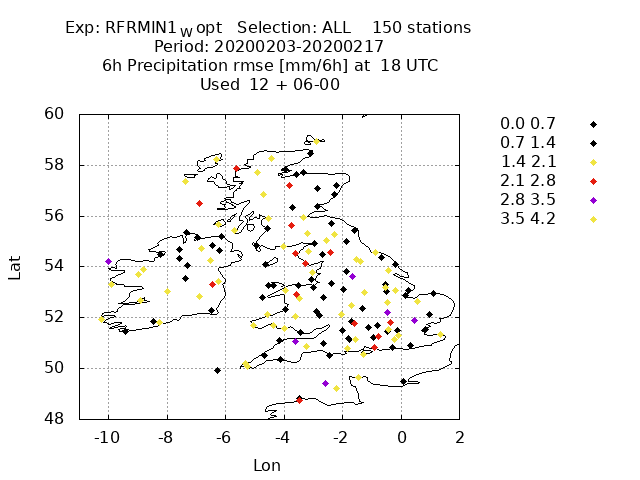 Exp: RFRMIN1_W opt   Selection: ALL    150 stations
Period: 20200203-20200217
6h Precipitation rmse [mm/6h] at  18 UTC
Used  12 + 06-00
60
58
56
54
52
50
48
-10 -8 -6 -4 -2 0 2
Lat
Lon
0.0 0.7
0.7 1.4
1.4 2.1
2.1 2.8
2.8 3.5
3.5 4.2